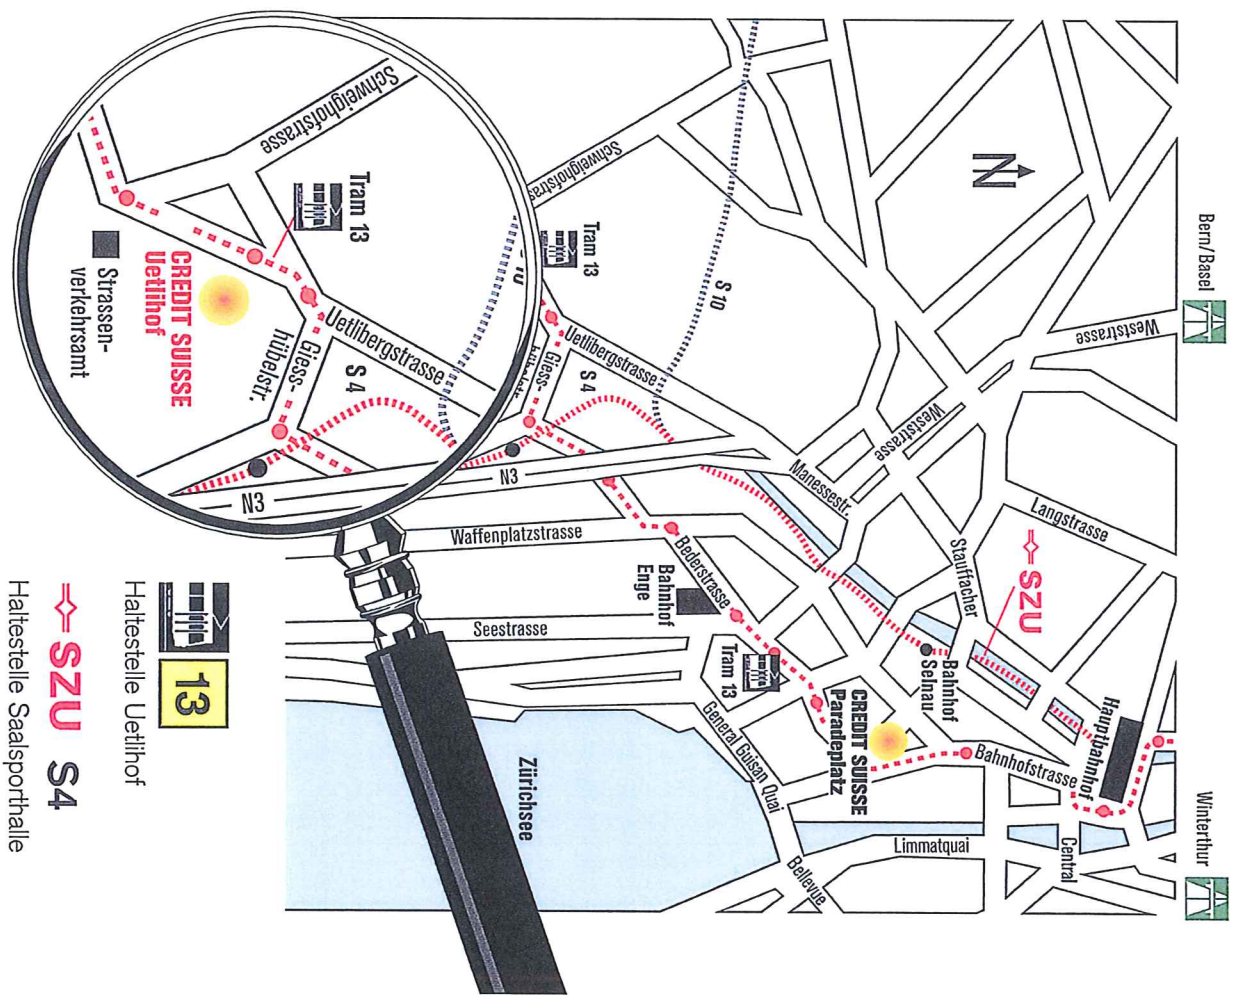 Bern/Basel
Winterthur
N
Weststrasse
Langstrasse
SZU
Hauptbahnhof
Central
Stauffacher
Weststrasse
Bahnhof
Selnau
Bahnhofstrasse
Limmatquai
Manessestr.
CREDIT SUISSE
Paradeplatz
Bellevue
S 10
General Guisan Quai
Tram 13
Bederstrasse
Bahnhof
Enge
Schweighofstras
Uetlibergstrasse
S 4
Tram 13
Giess-
N3
Waffenplatzstrasse
Seestrasse
Zürichsee
Schweighofstrasse
Tram 13
Uetlibergstrasse
S 4
Giess-
hübelstr.
N3
CREDIT SUISSE
Uetlihof
Strassen-
verkehrsamt
13
Haltestelle Uetlihof
SZU S4
Haltestelle Saalsporthalle